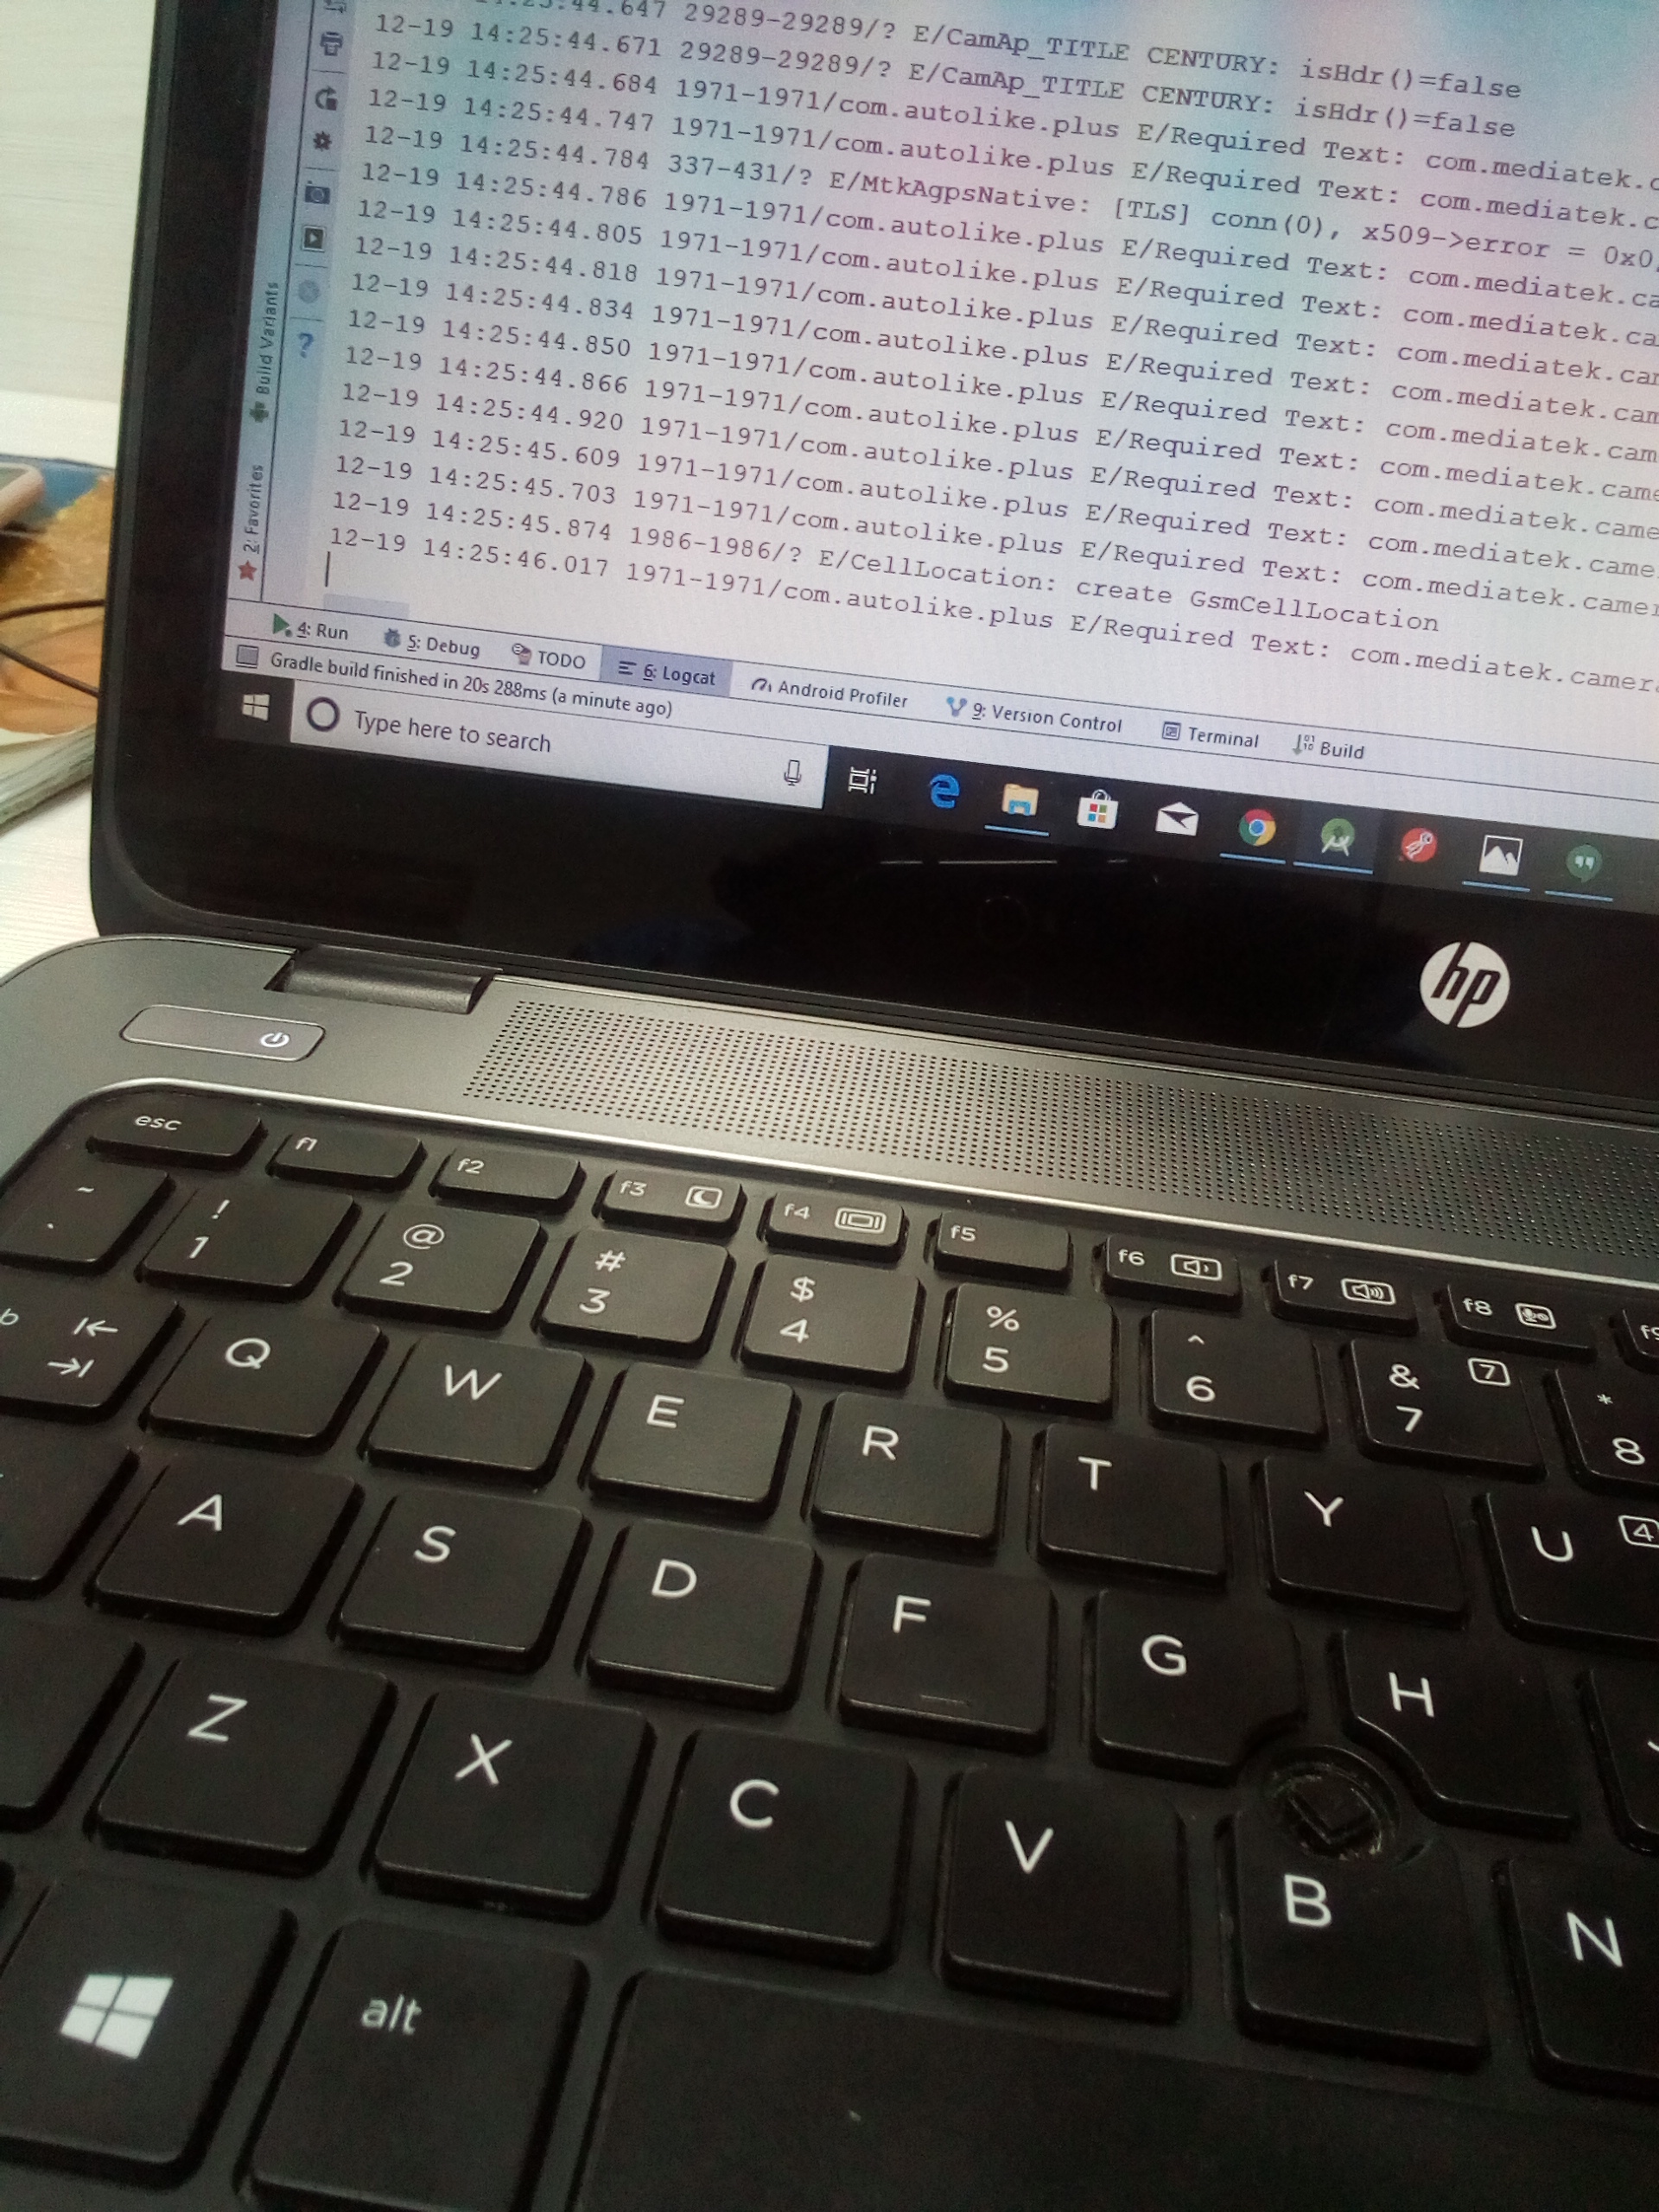 .647 29289-29289/? E/CamAp_TITLE CENTURY: isHdr()=false
12-19 14:25:44.671 29289-29289/? E/CamAp_TITLE CENTURY: isHdr()=false
12-19 14:25:44.684 1971-1971/com.autolike.plus E/Required Text: com.mediatek.c
12-19 14:25:44.747 1971-1971/com.autolike.plus E/Required Text: com.mediatek.c
12-19 14:25:44.784 337-431/? E/MtkAgpsNative: [TLS] conn(0), x509->error = 0x0,
12-19 14:25:44.786 1971-1971/com.autolike.plus E/Required Text: com.mediatek.ca
12-19 14:25:44.805 1971-1971/com.autolike.plus E/Required Text: com.mediatek.ca
12-19 14:25:44.818 1971-1971/com.autolike.plus E/Required Text: com.mediatek.cam
12-19 14:25:44.834 1971-1971/com.autolike.plus E/Required Text: com.mediatek.cam
12-19 14:25:44.850 1971-1971/com.autolike.plus E/Required Text: com.mediatek.cam
12-19 14:25:44.866 1971-1971/com.autolike.plus E/Required Text: com.mediatek.came
12-19 14:25:44.920 1971-1971/com.autolike.plus E/Required Text: com.mediatek.came
12-19 14:25:45.609 1971-1971/com.autolike.plus E/Required Text: com.mediatek.came
12-19 14:25:45.703 1971-1971/com.autolike.plus E/Required Text: com.mediatek.camer
12-19 14:25:45.874 1986-1986/? E/CellLocation: create GsmCellLocation
12-19 14:25:46.017 1971-1971/com.autolike.plus E/Required Text: com.mediatek.camera
Build Variants
2: Favorites
4: Run 5: Debug TODO 6: Logcat Android Profiler 9: Version Control Terminal Build
Gradle build finished in 20s 288ms (a minute ago)
Type here to search
hp
esc f1 f2 f3 f4 f5 f6 f7 f8 f9
~ ! @ # $ % ^ & 7 *
` 1 2 3 4 5 6 7 8
b Q W E R T Y U 4
A S D F G H
Z X C V B N
alt